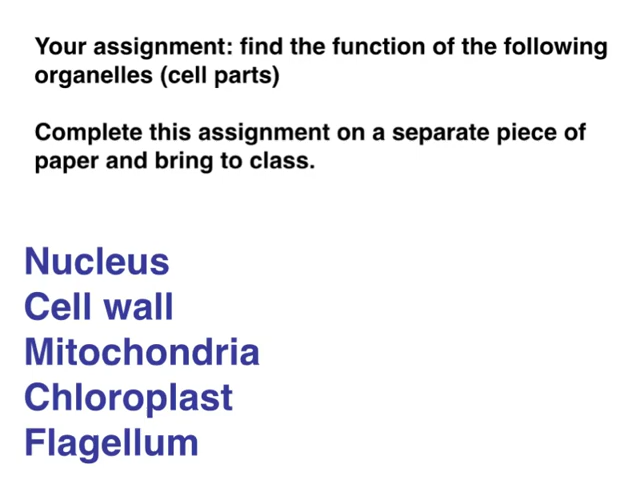 Your assignment: find the function of the following
organelles (cell parts)
Complete this assignment on a separate piece of
paper and bring to class.
Nucleus
Cell wall
Mitochondria
Chloroplast
Flagellum